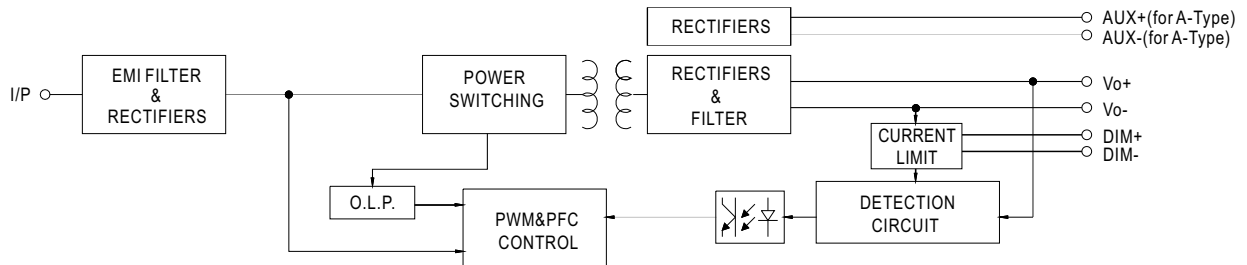 I/P
EMI FILTER
&
RECTIFIERS
POWER
SWITCHING
RECTIFIERS
RECTIFIERS
&
FILTER
AUX+(for A-Type)
AUX-(for A-Type)
Vo+
Vo-
DIM+
DIM-
CURRENT
LIMIT
O.L.P.
PWM&PFC
CONTROL
DETECTION
CIRCUIT